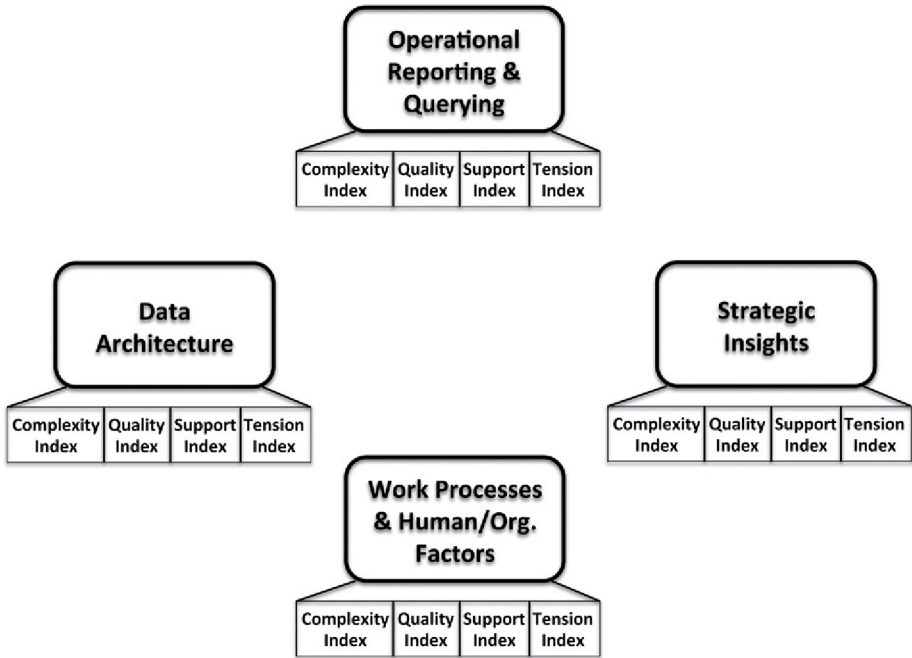 Operational
Reporting &
Querying
Complexity Index
Quality Index
Support Index
Tension Index
Data
Architecture
Complexity Index
Quality Index
Support Index
Tension Index
Strategic
Insights
Complexity Index
Quality Index
Support Index
Tension Index
Work Processes
& Human/Org.
Factors
Complexity Index
Quality Index
Support Index
Tension Index